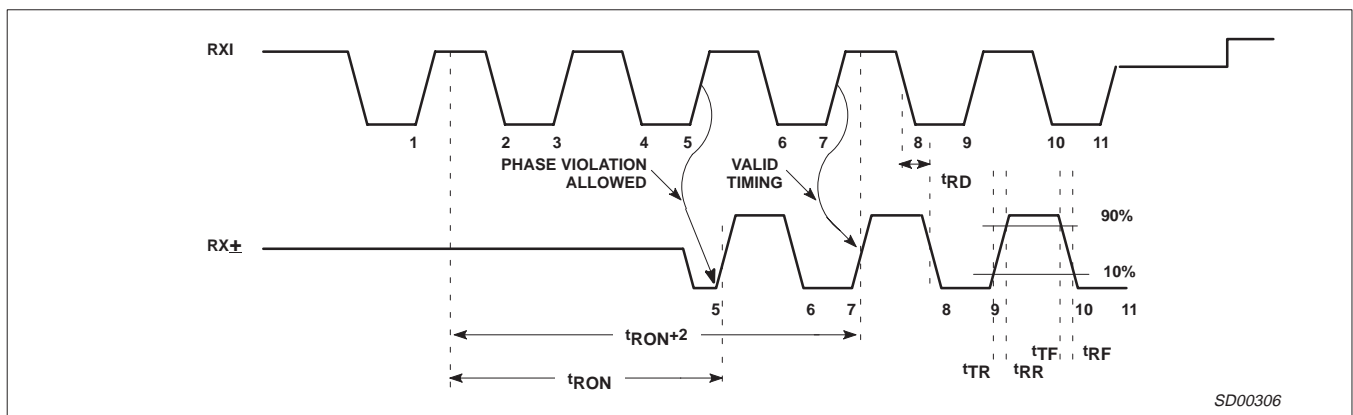 RXI
1 2 3 4 5 6 7 8 9 10 11
PHASE VIOLATION
ALLOWED
VALID
TIMING
tRD
90%
RX±
10%
5 6 7 8 9 10 11
tRON+2
tRON
tTR
tRR
tTF
tRF
SD00306